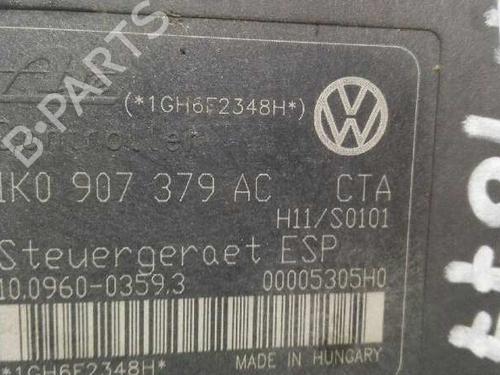 B-PARTS
(*1GH6F2348H*)
1K0 907 379 AC CTA
H11/S0101
Steuergeraet ESP
10.0960-0359.3 00005305H0
*1GH6F2348H*
MADE IN HUNGARY